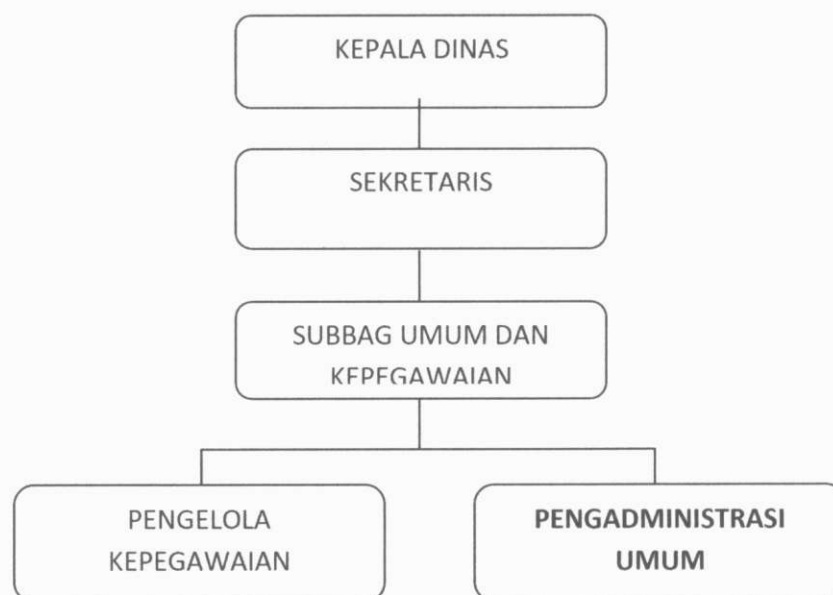 KEPALA DINAS
SEKRETARIS
SUBBAG UMUM DAN
KEPEGAWAIAN
PENGELOLA
KEPEGAWAIAN
PENGADMINISTRASI
UMUM